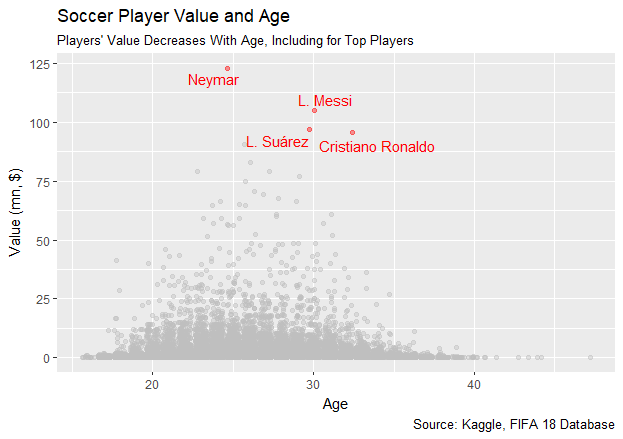 Soccer Player Value and Age
Players' Value Decreases With Age, Including for Top Players
125
100
75
50
25
0
Value (mn, $)
Neymar
L. Messi
L. Suárez
Cristiano Ronaldo
20
30
40
Age
Source: Kaggle, FIFA 18 Database